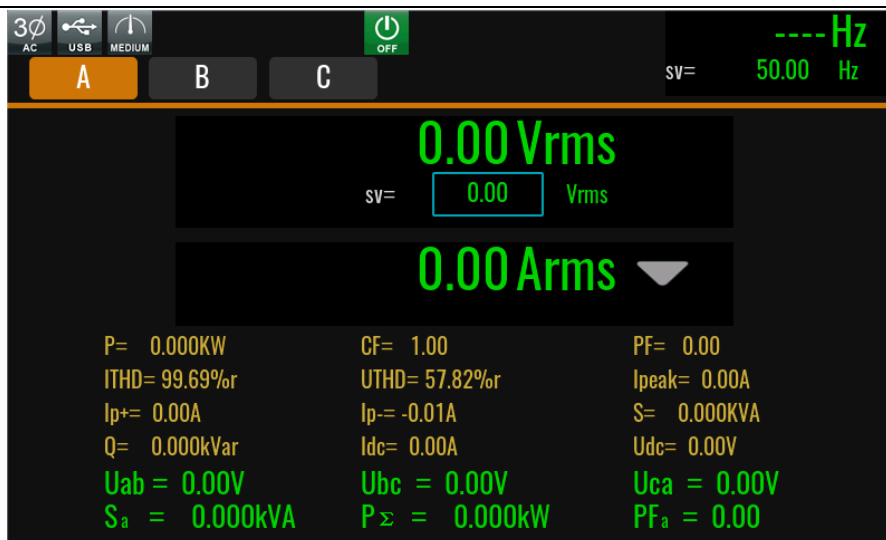 3Ø AC USB MEDIUM OFF ----Hz
A B C sv= 50.00 Hz
0.00 Vrms
sv= 0.00 Vrms
0.00 Arms
P= 0.000KW CF= 1.00 PF= 0.00
ITHD= 99.69%r UTHD= 57.82%r Ipeak= 0.00A
Ip+= 0.00A Ip-= -0.01A S= 0.000KVA
Q= 0.000kVar Idc= 0.00A Udc= 0.00V
Uab = 0.00V Ubc = 0.00V Uca = 0.00V
Sa = 0.000kVA PΣ = 0.000kW PFa = 0.00